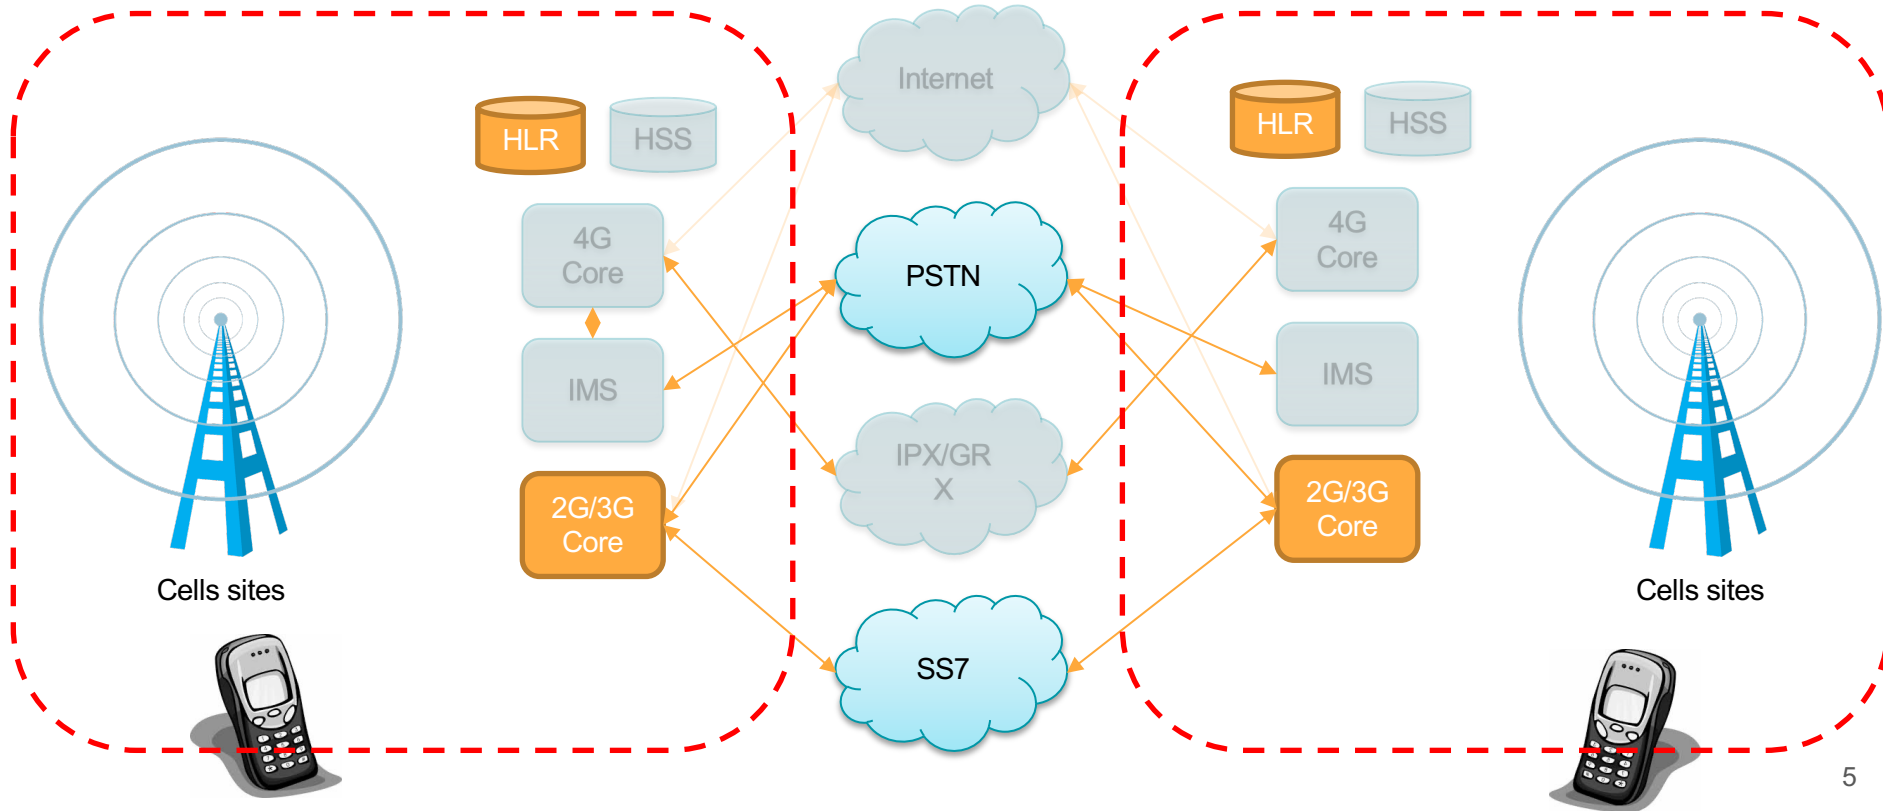 Internet
HLR
HSS
HLR
HSS
4G
Core
PSTN
4G
Core
IMS
IMS
IPX/GR
X
2G/3G
Core
2G/3G
Core
Cells sites
Cells sites
SS7
5